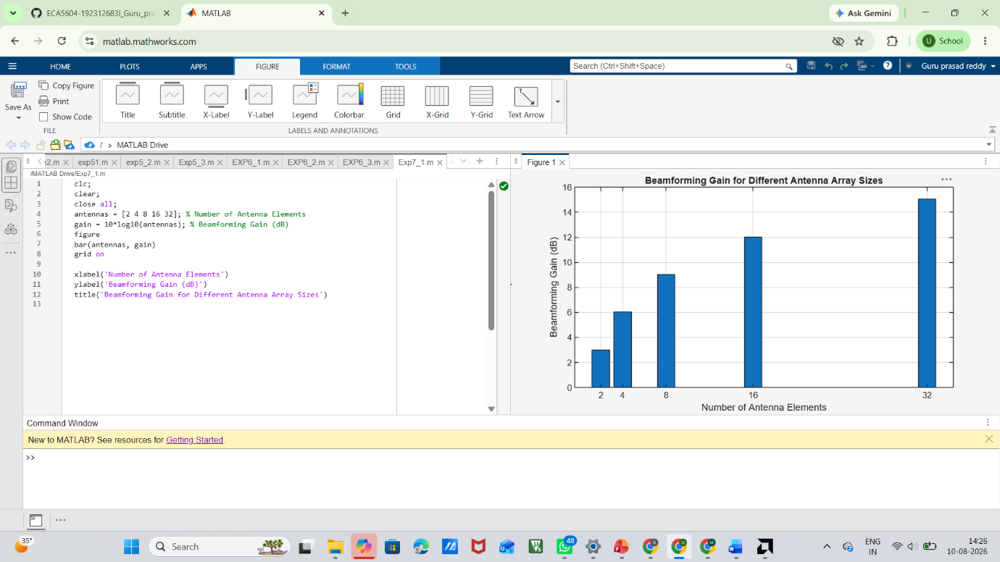 ECA5604-192312683I_Guru_pra
MATLAB
Ask Gemini
matlab.mathworks.com
U School
HOME PLOTS APPS FIGURE FORMAT TOOLS
Search (Ctrl+Shift+Space)
Guru prasad reddy
Save As
Copy Figure
Print
Show Code
FILE
Title Subtitle X-Label Y-Label Legend Colorbar Grid X-Grid Y-Grid Text Arrow
LABELS AND ANNOTATIONS
/ › MATLAB Drive
2.m exp51.m exp5_2.m Exp5_3.m EXP6_1.m EXP6_2.m EXP6_3.m Exp7_1.m
/MATLAB Drive/Exp7_1.m
1 clc;
2 clear;
3 close all;
4 antennas = [2 4 8 16 32]; % Number of Antenna Elements
5 gain = 10*log10(antennas); % Beamforming Gain (dB)
6 figure
7 bar(antennas, gain)
8 grid on
9
10 xlabel('Number of Antenna Elements')
11 ylabel('Beamforming Gain (dB)')
12 title('Beamforming Gain for Different Antenna Array Sizes')
13
Figure 1
Beamforming Gain for Different Antenna Array Sizes
Beamforming Gain (dB)
16
14
12
10
8
6
4
2
0
2 4 8 16 32
Number of Antenna Elements
Command Window
New to MATLAB? See resources for Getting Started.
>>
35°
Search
48
ENG
IN
14:26
10-08-2026